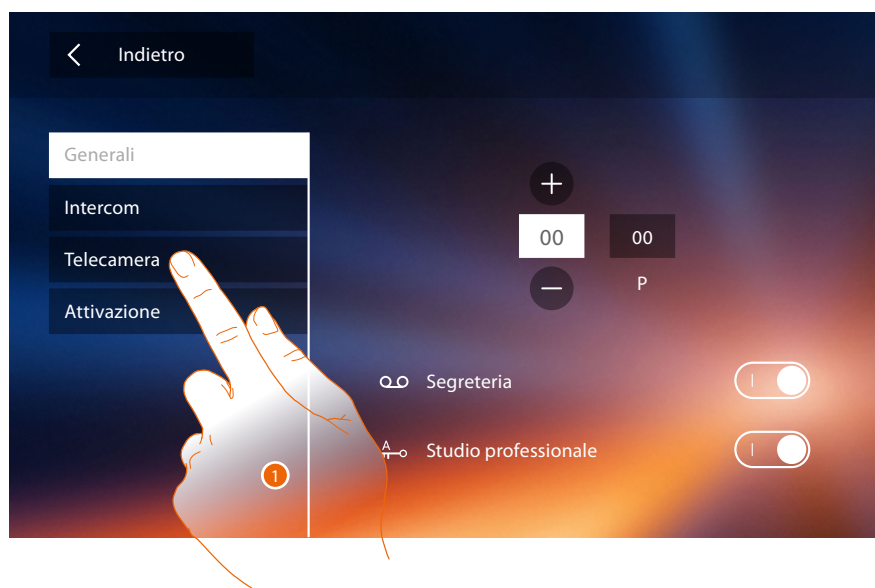 Indietro
Generali
Intercom
Telecamera
Attivazione
+
00 00
− P
Segreteria
A Studio professionale
1